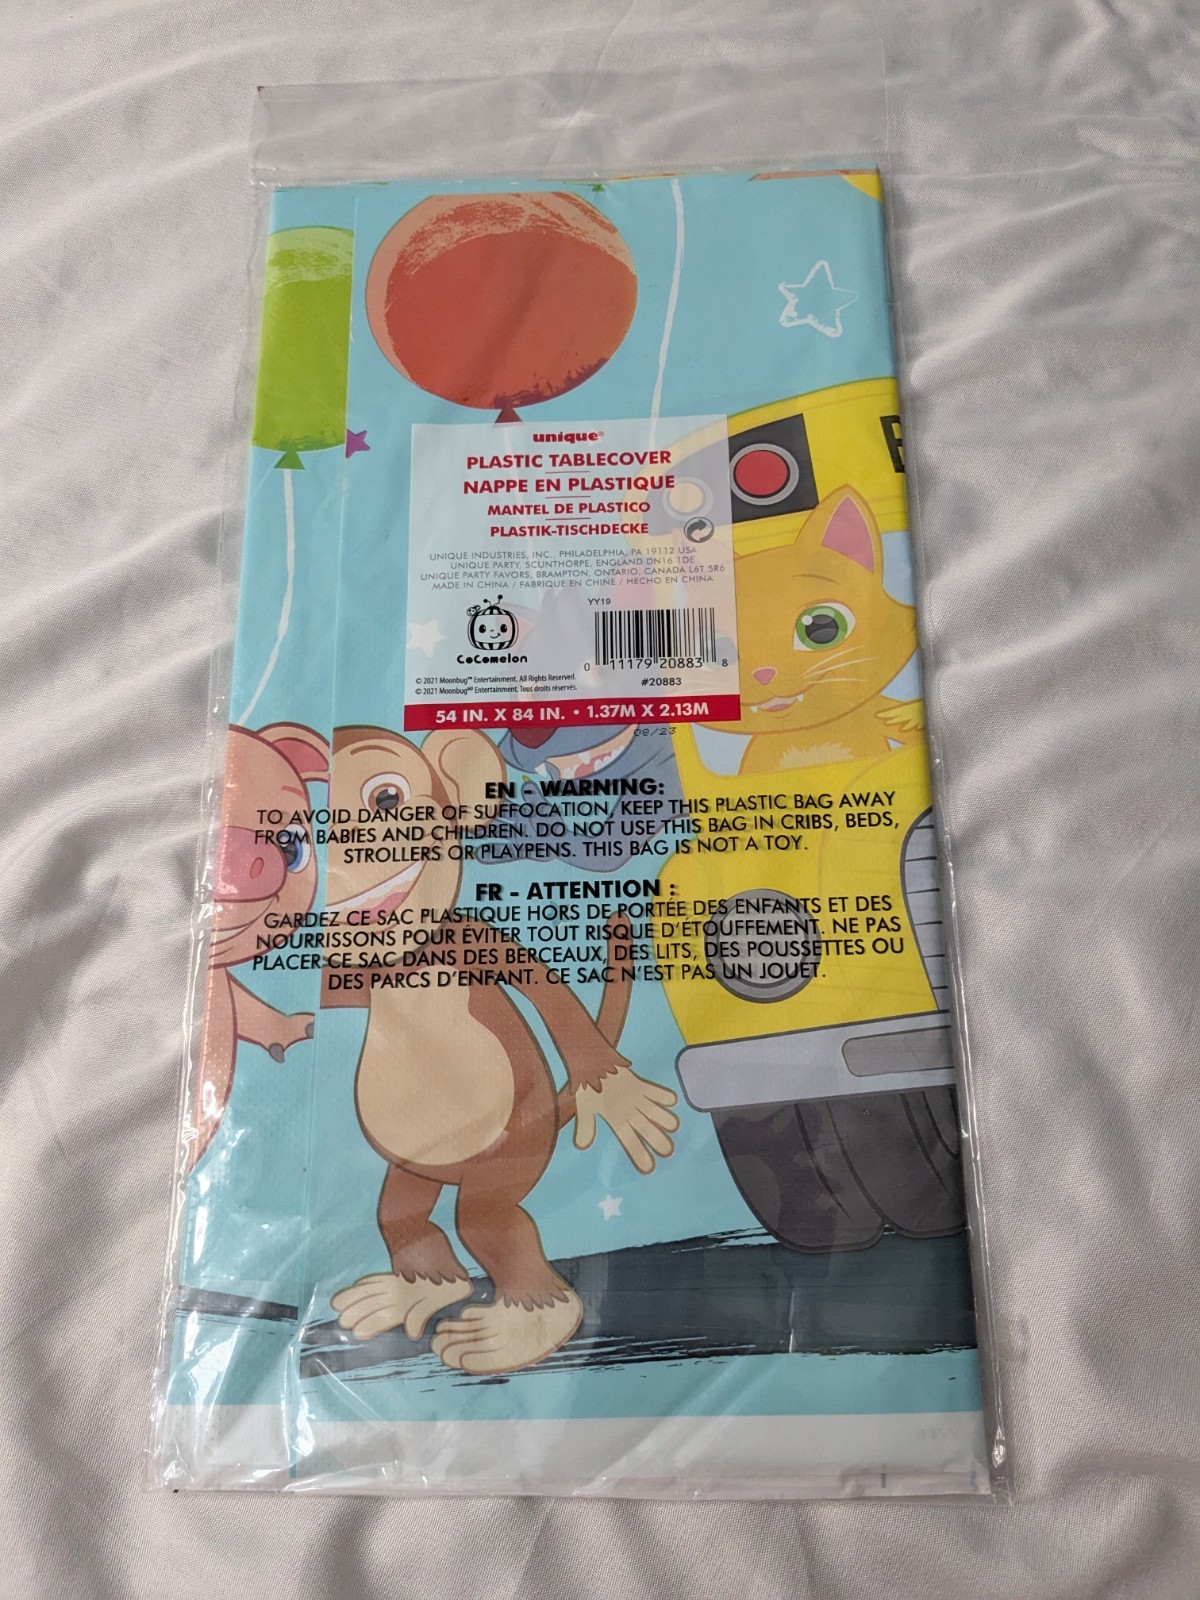 B
unique®
PLASTIC TABLECOVER
NAPPE EN PLASTIQUE
MANTEL DE PLASTICO
PLASTIK-TISCHDECKE
UNIQUE INDUSTRIES, INC., PHILADELPHIA, PA 19112 USA
UNIQUE PARTY, SCUNTHORPE, ENGLAND DN16 1DE
UNIQUE PARTY FAVORS, BRAMPTON, ONTARIO, CANADA L6T 5R6
MADE IN CHINA / FABRIQUE EN CHINE / HECHO EN CHINA
YY19
CoComelon
0 11179 20883 8
© 2021 Moonbug™ Entertainment. All Rights Reserved.
© 2021 Moonbug MD Entertainment. Tous droits réservés.
#20883
54 IN. X 84 IN. • 1.37M X 2.13M
08/23
EN - WARNING:
TO AVOID DANGER OF SUFFOCATION, KEEP THIS PLASTIC BAG AWAY
FROM BABIES AND CHILDREN. DO NOT USE THIS BAG IN CRIBS, BEDS,
STROLLERS OR PLAYPENS. THIS BAG IS NOT A TOY.
FR - ATTENTION :
GARDEZ CE SAC PLASTIQUE HORS DE PORTÉE DES ENFANTS ET DES
NOURRISSONS POUR ÉVITER TOUT RISQUE D'ÉTOUFFEMENT. NE PAS
PLACER CE SAC DANS DES BERCEAUX, DES LITS, DES POUSSETTES OU
DES PARCS D'ENFANT. CE SAC N'EST PAS UN JOUET.